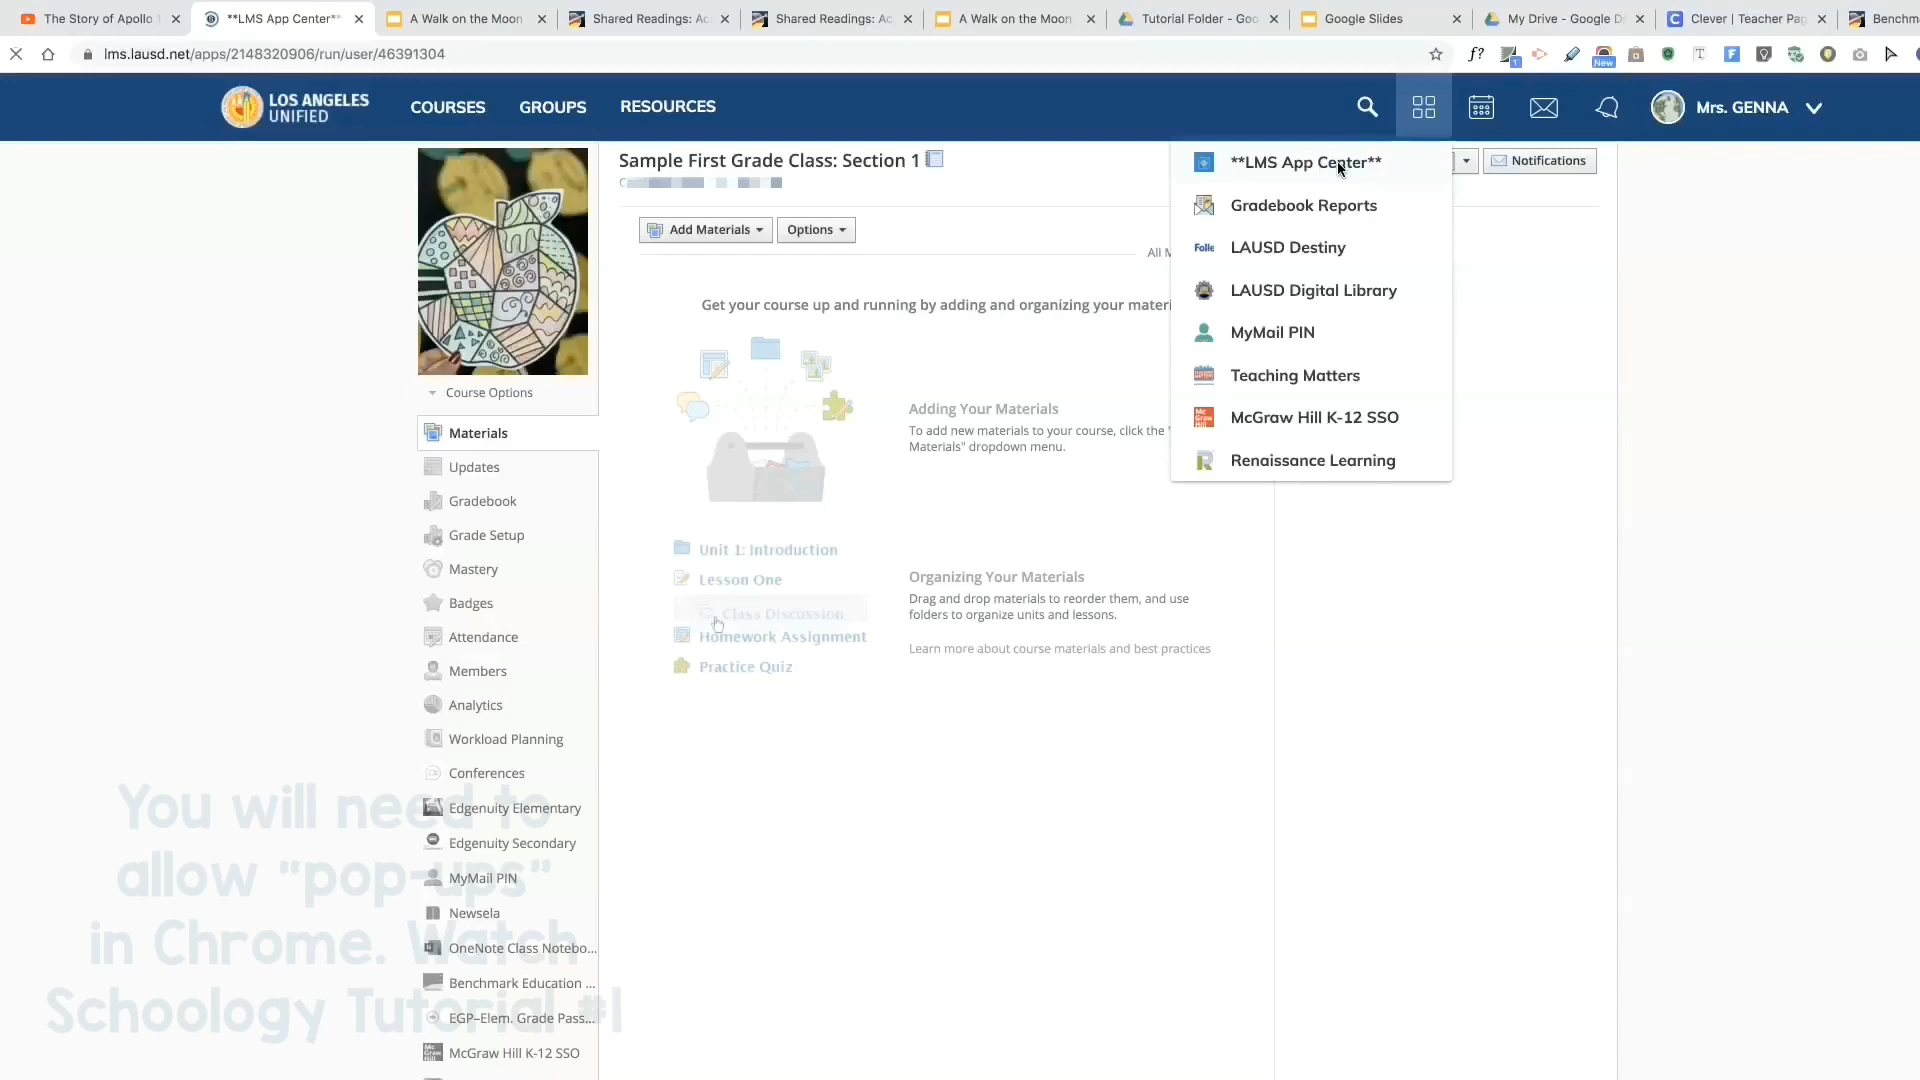 The Story of Apollo
**LMS App Center**
A Walk on the Moon
Shared Readings: Ac
Shared Readings: Ac
A Walk on the Moon
Tutorial Folder - Goo
Google Slides
My Drive - Google D
Clever | Teacher Pag
Benchm
lms.lausd.net/apps/2148320906/run/user/46391304
f?
1
New
LOS ANGELES
UNIFIED
COURSES
GROUPS
RESOURCES
Mrs. GENNA
Sample First Grade Class: Section 1
Notifications
**LMS App Center**
Gradebook Reports
Folle
LAUSD Destiny
LAUSD Digital Library
MyMail PIN
Teaching Matters
McGraw Hill K-12 SSO
Renaissance Learning
Add Materials
Options
All M
Get your course up and running by adding and organizing your materi
Adding Your Materials
To add new materials to your course, click the "
Materials" dropdown menu.
Unit 1: Introduction
Lesson One
Class Discussion
Homework Assignment
Practice Quiz
Organizing Your Materials
Drag and drop materials to reorder them, and use
folders to organize units and lessons.
Learn more about course materials and best practices
Course Options
Materials
Updates
Gradebook
Grade Setup
Mastery
Badges
Attendance
Members
Analytics
Workload Planning
Conferences
Edgenuity Elementary
Edgenuity Secondary
MyMail PIN
Newsela
OneNote Class Notebo...
Benchmark Education ...
EGP–Elem. Grade Pass...
McGraw Hill K-12 SSO
You will need to
allow “pop-ups”
in Chrome. Watch
Schoology Tutorial #1